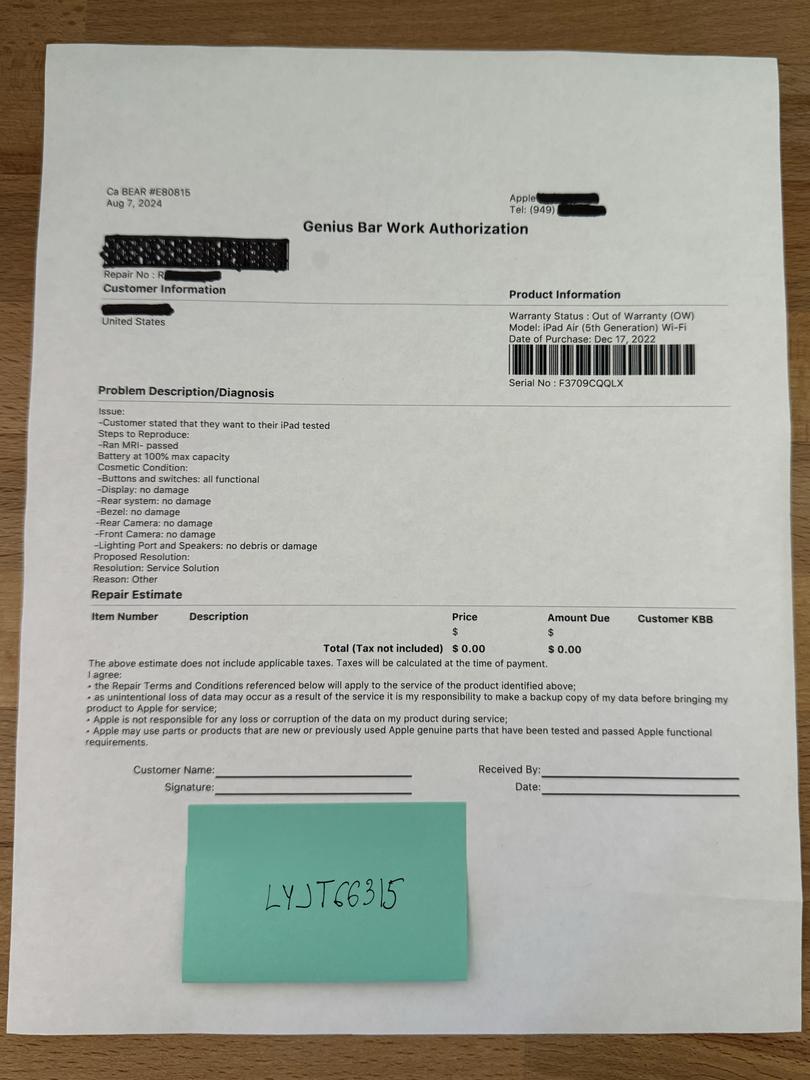 Ca BEAR #E80815
Aug 7, 2024
Apple
Tel: (949)
Genius Bar Work Authorization
Repair No : R
Customer Information
United States
Product Information
Warranty Status : Out of Warranty (OW)
Model: iPad Air (5th Generation) Wi-Fi
Date of Purchase: Dec 17, 2022
Serial No : F3709CQQLX
Problem Description/Diagnosis
Issue:
-Customer stated that they want to their iPad tested
Steps to Reproduce:
-Ran MRI- passed
Battery at 100% max capacity
Cosmetic Condition:
-Buttons and switches: all functional
-Display: no damage
-Rear system: no damage
-Bezel: no damage
-Rear Camera: no damage
-Front Camera: no damage
-Lighting Port and Speakers: no debris or damage
Proposed Resolution:
Resolution: Service Solution
Reason: Other
Repair Estimate
Item Number Description Price Amount Due Customer KBB
$ $
Total (Tax not included) $ 0.00 $ 0.00
The above estimate does not include applicable taxes. Taxes will be calculated at the time of payment.
I agree:
• the Repair Terms and Conditions referenced below will apply to the service of the product identified above;
• as unintentional loss of data may occur as a result of the service it is my responsibility to make a backup copy of my data before bringing my
product to Apple for service;
• Apple is not responsible for any loss or corruption of the data on my product during service;
• Apple may use parts or products that are new or previously used Apple genuine parts that have been tested and passed Apple functional
requirements.
Customer Name: Received By:
Signature: Date:
LYJT66315